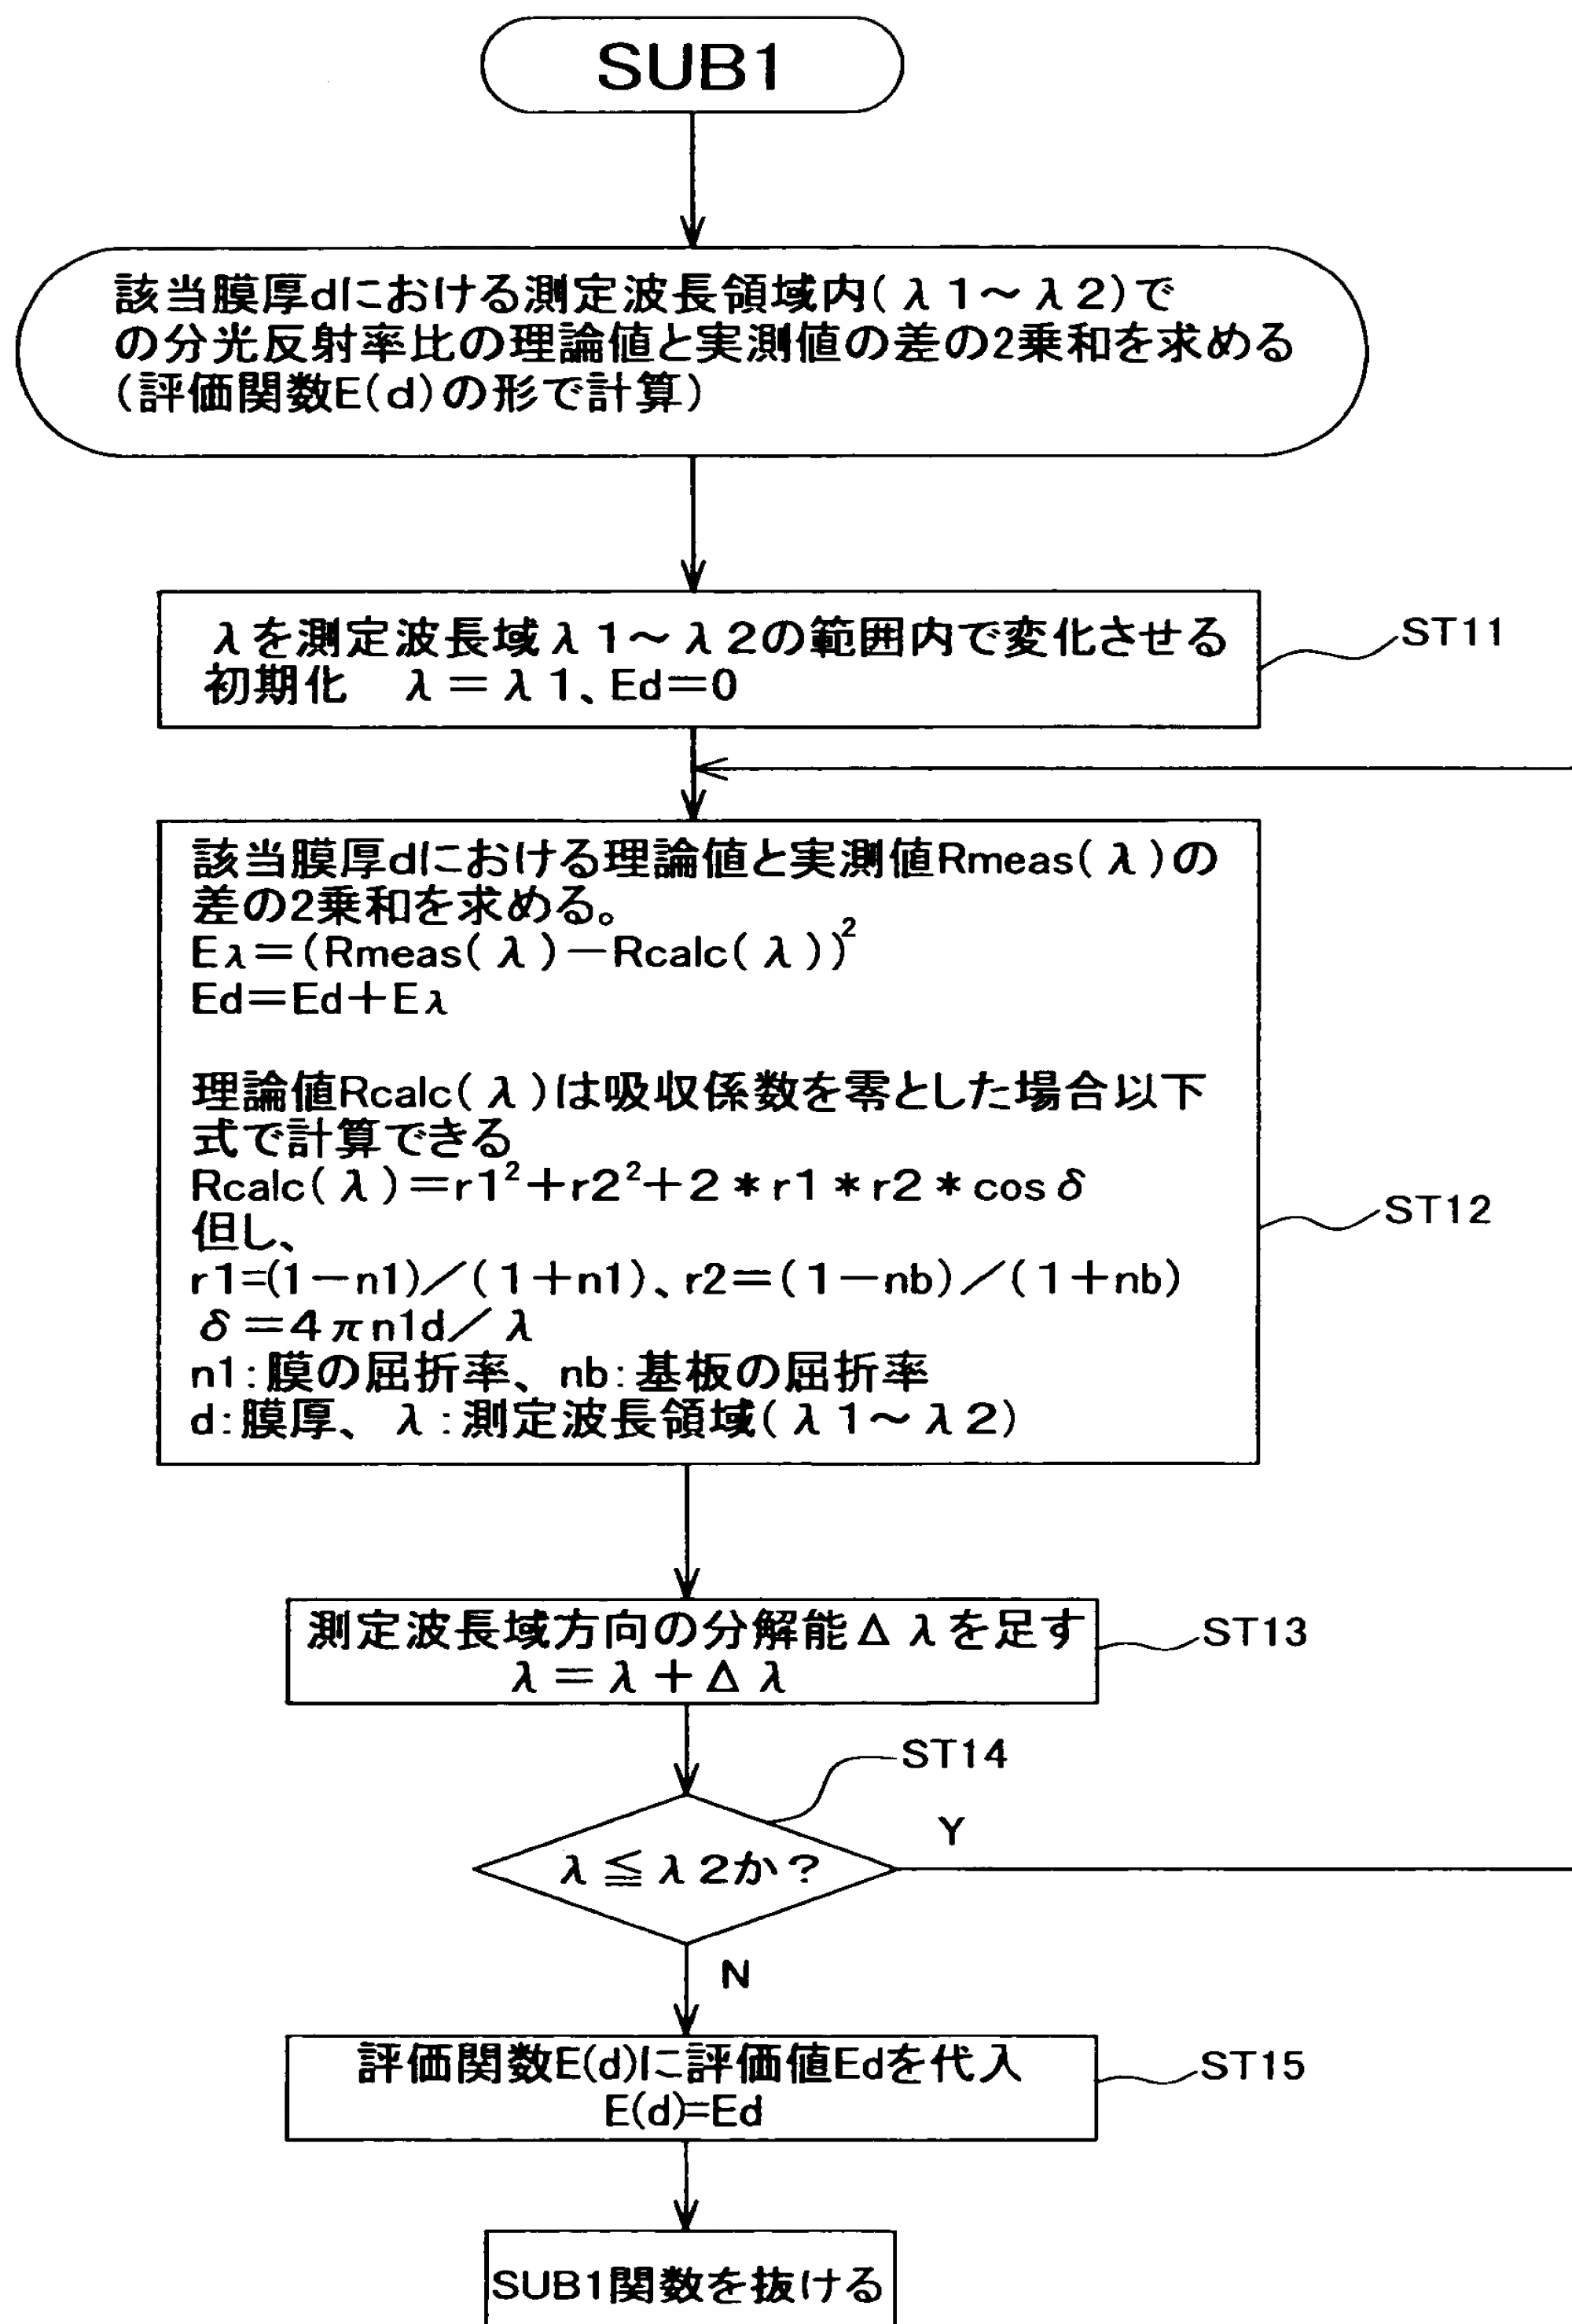 SUB1
該当膜厚dにおける測定波長領域内(λ1～λ2)で
の分光反射率比の理論値と実測値の差の2乗和を求める
(評価関数E(d)の形で計算)
λを測定波長域λ1～λ2の範囲内で変化させる
初期化　λ＝λ1、Ed＝0
ST11
該当膜厚dにおける理論値と実測値Rmeas(λ)の
差の2乗和を求める。
Eλ＝(Rmeas(λ)－Rcalc(λ))²
Ed＝Ed＋Eλ
理論値Rcalc(λ)は吸収係数を零とした場合以下
式で計算できる
Rcalc(λ)＝r1²＋r2²＋2＊r1＊r2＊cosδ
但し、
r1=(1－n1)／(1＋n1)、r2＝(1－nb)／(1＋nb)
δ＝4πn1d／λ
n1:膜の屈折率、nb:基板の屈折率
d:膜厚、λ:測定波長領域(λ1～λ2)
ST12
測定波長域方向の分解能Δλを足す
λ＝λ＋Δλ
ST13
ST14
λ≦λ2か?
Y
N
評価関数E(d)に評価値Edを代入
E(d)=Ed
ST15
SUB1関数を抜ける